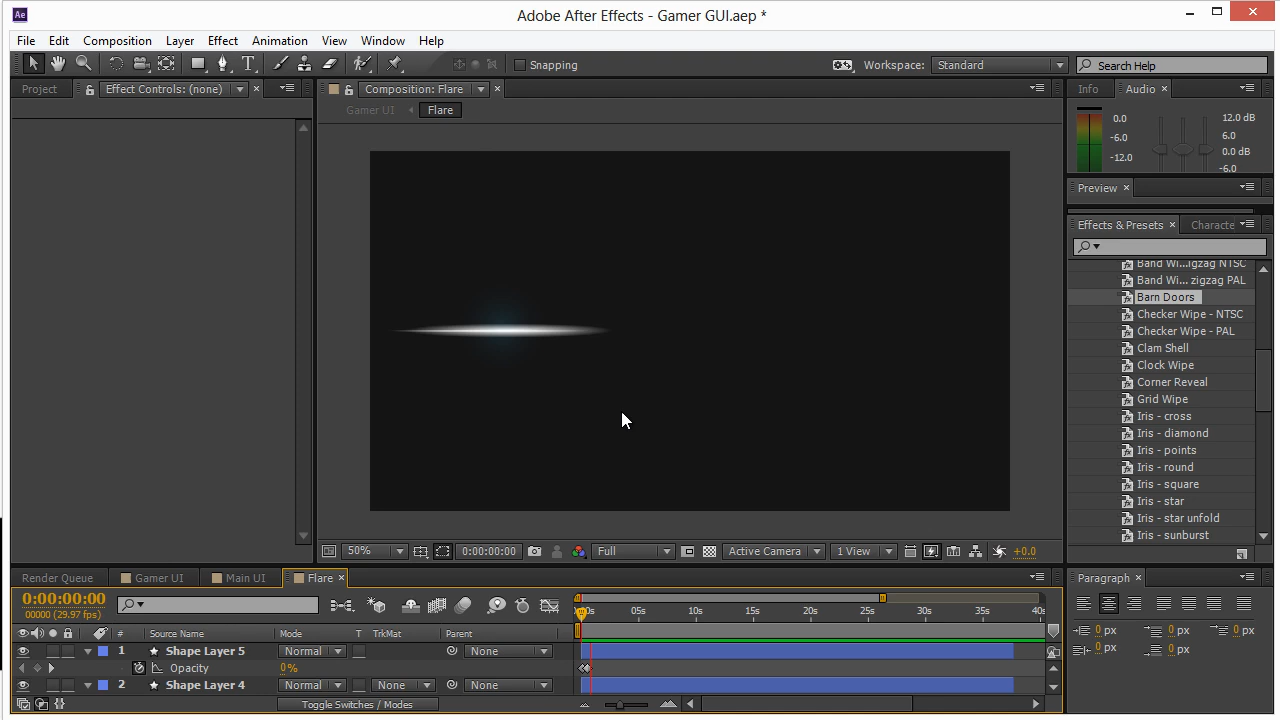 Ae
Adobe After Effects - Gamer GUI.aep *
File Edit Composition Layer Effect Animation View Window Help
T Snapping Workspace: Standard Search Help
Project Effect Controls: (none) Composition: Flare Info Audio
Gamer UI Flare
0.0 12.0 dB
-6.0 6.0
-12.0 0.0 dB
-6.0
Preview
Effects & Presets Characte
Band Wi...igzag NTSC
Band Wi... zigzag PAL
Barn Doors
Checker Wipe - NTSC
Checker Wipe - PAL
Clam Shell
Clock Wipe
Corner Reveal
Grid Wipe
Iris - cross
Iris - diamond
Iris - points
Iris - round
Iris - square
Iris - star
Iris - star unfold
Iris - sunburst
50% 0:00:00:00 Full Active Camera 1 View +0.0
Render Queue Gamer UI Main UI Flare Paragraph
0:00:00:00
00000 (29.97 fps)
00s 05s 10s 15s 20s 25s 30s 35s 40s
0 px 0 px 0 px
0 px 0 px
# Source Name Mode T TrkMat Parent
1 Shape Layer 5 Normal None
Opacity 0%
2 Shape Layer 4 Normal None None
Toggle Switches / Modes